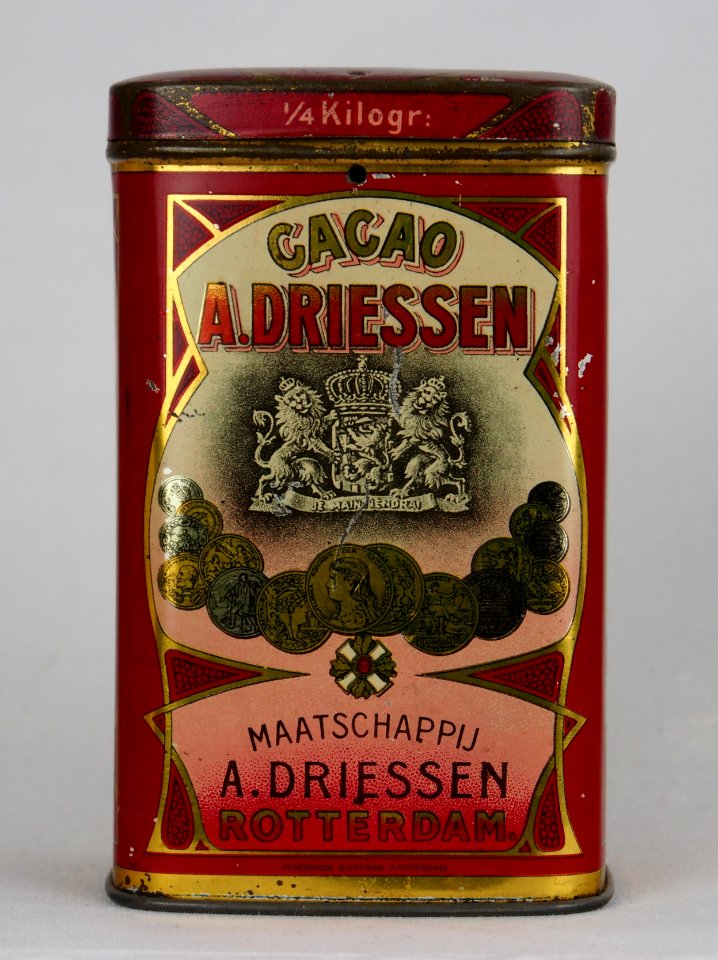 1/4 Kilogr:
CACAO
A. DRIESSEN
JE MAINTIENDRAI
MAATSCHAPPIJ
A. DRIESSEN
ROTTERDAM.